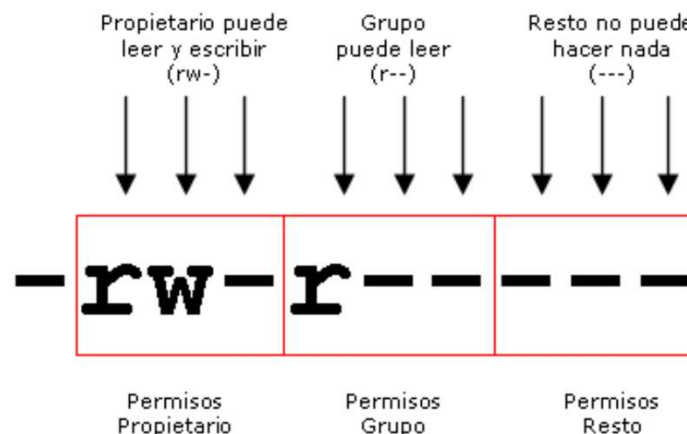 Propietario puede
leer y escribir
(rw-)
Grupo
puede leer
(r--)
Resto no puede
hacer nada
(---)
-rw-r-----
Permisos
Propietario
Permisos
Grupo
Permisos
Resto